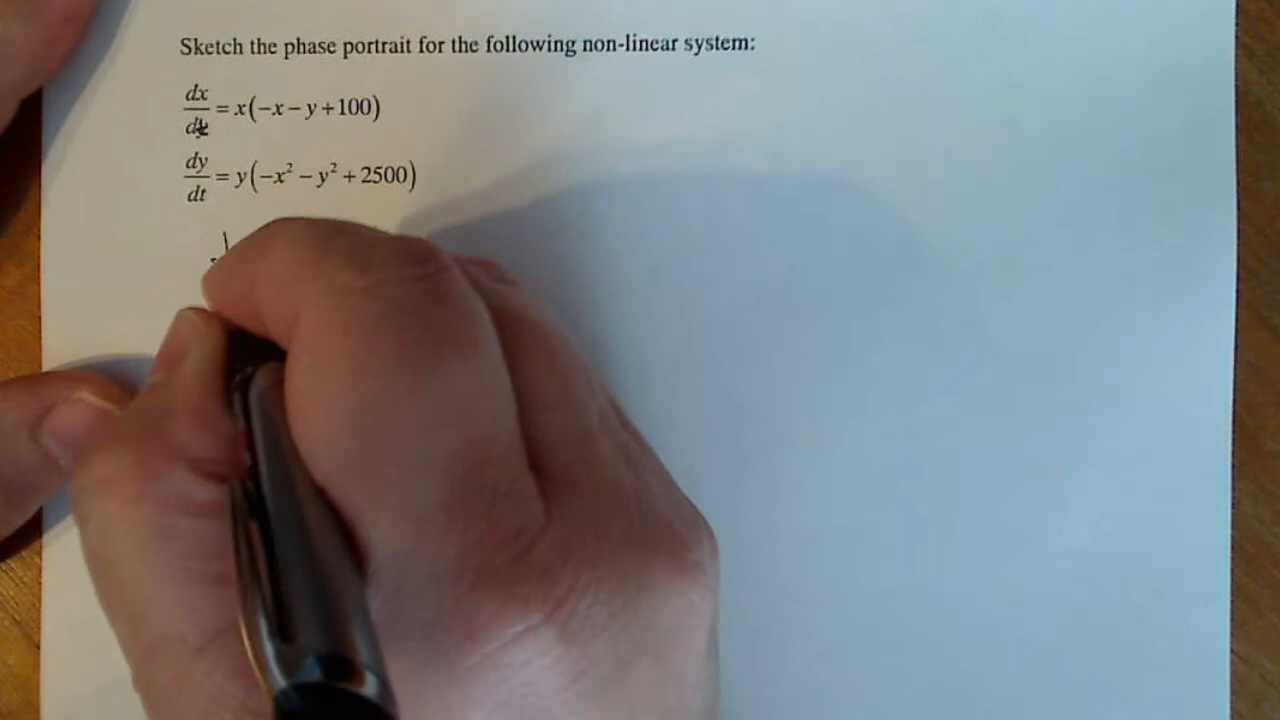 Sketch the phase portrait for the following non-linear system:
dx/dt = x(−x − y + 100)
dy/dt = y(−x² − y² + 2500)